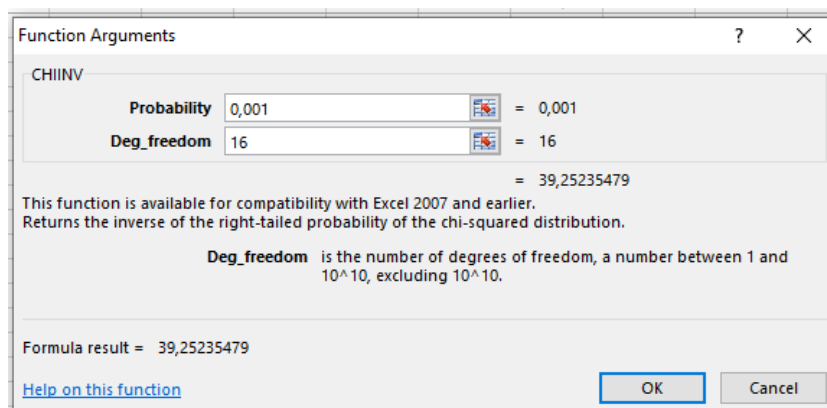 Function Arguments ? ×
CHIINV
Probability 0,001 = 0,001
Deg_freedom 16 = 16
= 39,25235479
This function is available for compatibility with Excel 2007 and earlier.
Returns the inverse of the right-tailed probability of the chi-squared distribution.
Deg_freedom is the number of degrees of freedom, a number between 1 and
10^10, excluding 10^10.
Formula result = 39,25235479
Help on this function OK Cancel